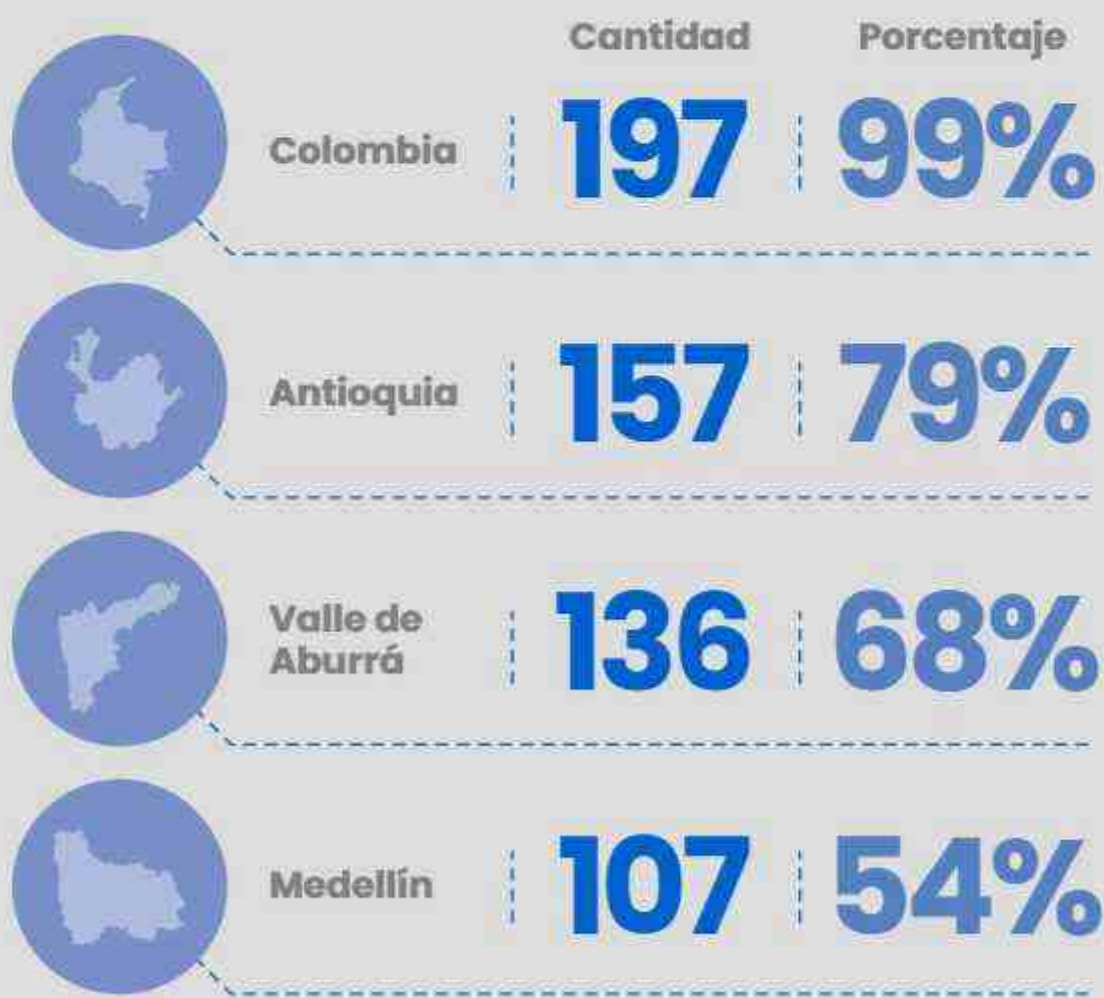 Cantidad Porcentaje
Colombia 197 99%
Antioquia 157 79%
Valle de
Aburrá 136 68%
Medellín 107 54%